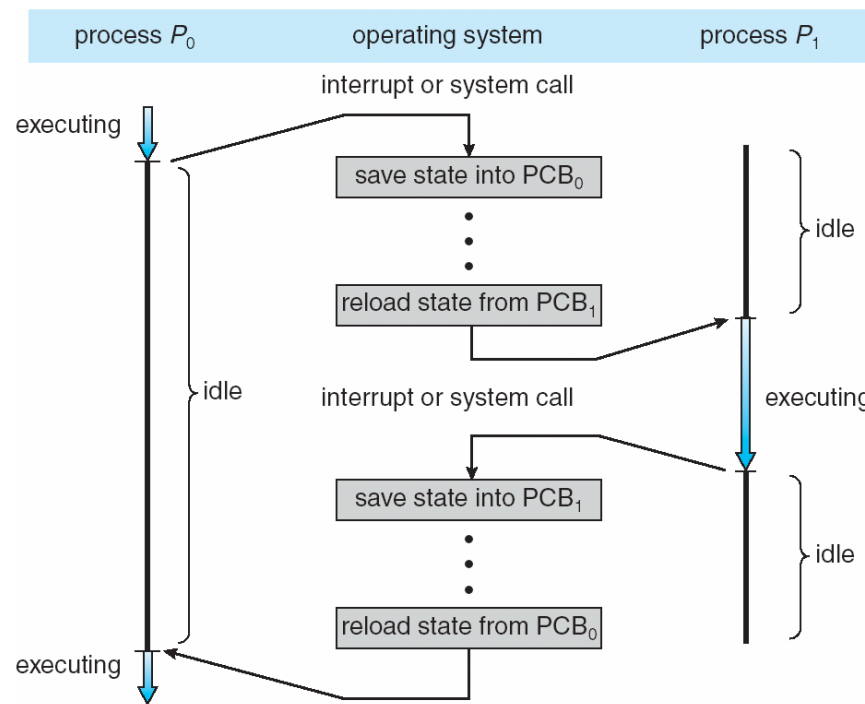 process P₀ operating system process P₁
interrupt or system call
executing
save state into PCB₀
idle
reload state from PCB₁
idle
interrupt or system call
executing
save state into PCB₁
idle
reload state from PCB₀
executing